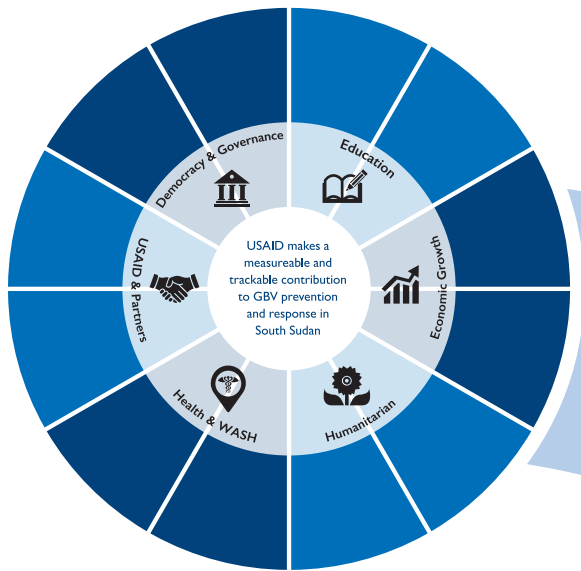 Democracy & Governance
Education
USAID & Partners
USAID makes a
measureable and
trackable contribution
to GBV prevention
and response in
South Sudan
Economic Growth
Health & WASH
Humanitarian